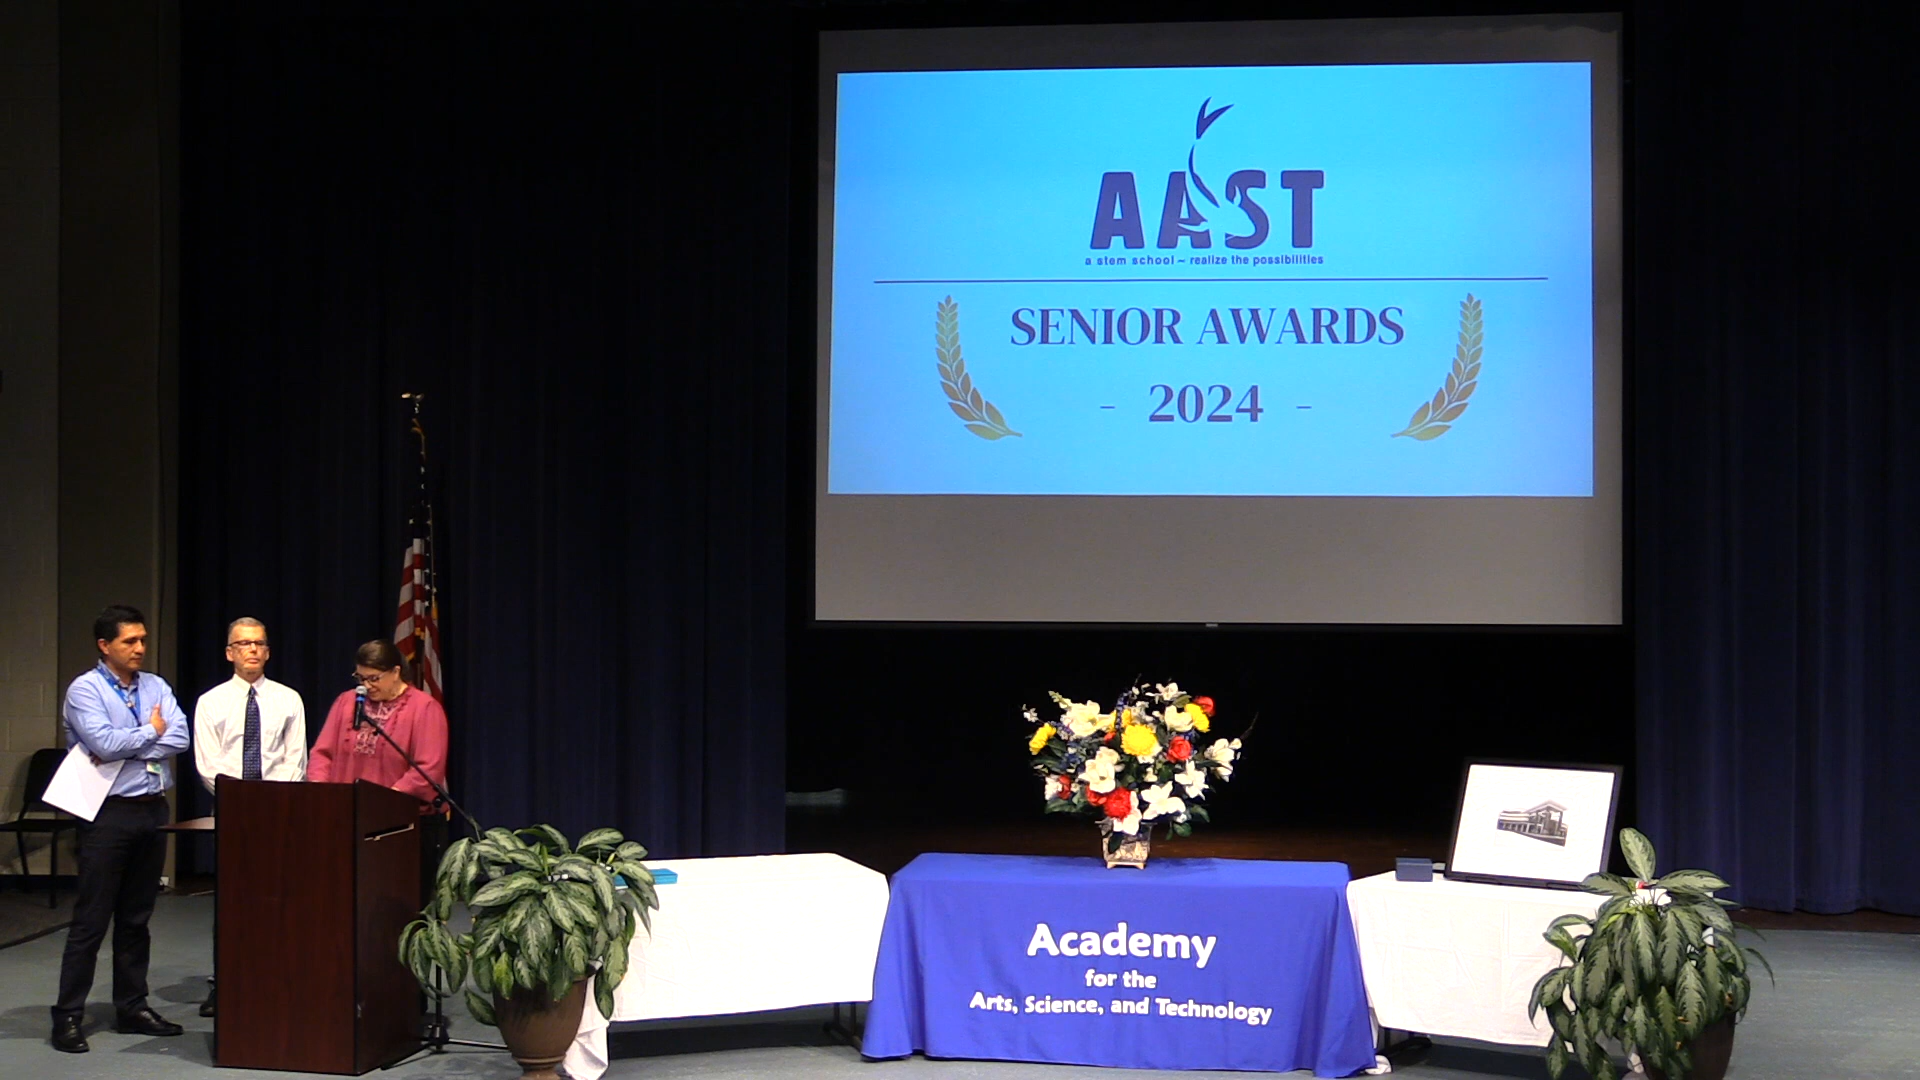 AAST
a stem school ~ realize the possibilities
SENIOR AWARDS
- 2024 -
Academy
for the
Arts, Science, and Technology